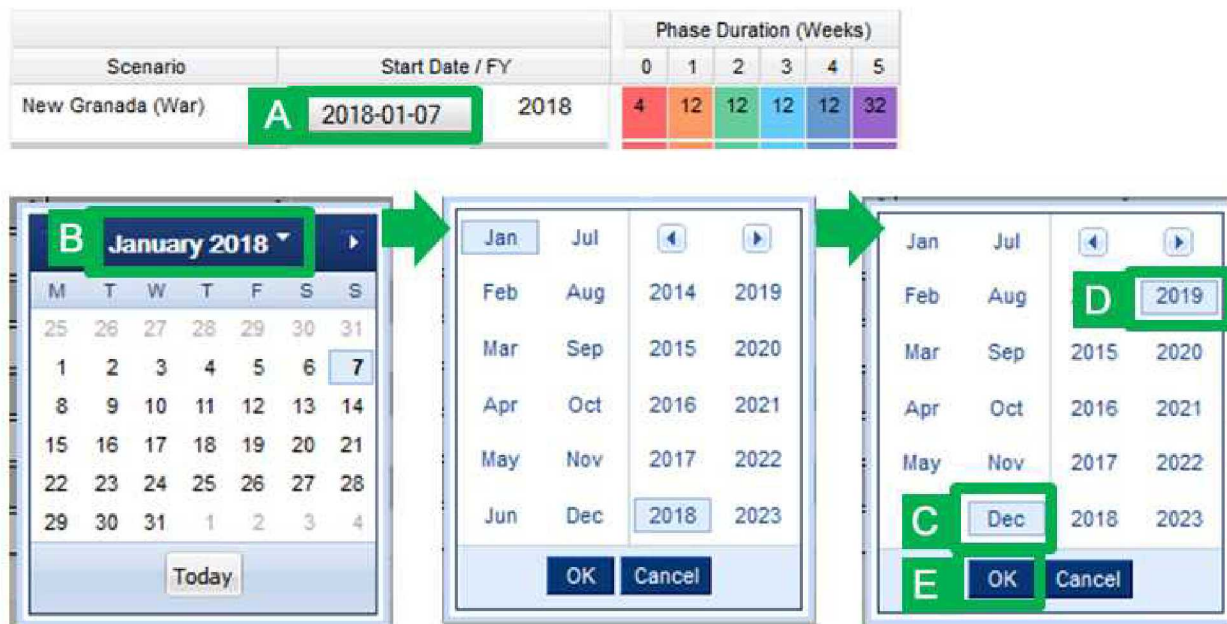 Phase Duration (Weeks)
Scenario Start Date / FY 0 1 2 3 4 5
New Granada (War) A 2018-01-07 2018 4 12 12 12 12 32
B January 2018
M T W T F S S
25 26 27 28 29 30 31
1 2 3 4 5 6 7
8 9 10 11 12 13 14
15 16 17 18 19 20 21
22 23 24 25 26 27 28
29 30 31 1 2 3 4
Today
Jan Jul
Feb Aug 2014 2019
Mar Sep 2015 2020
Apr Oct 2016 2021
May Nov 2017 2022
Jun Dec 2018 2023
OK Cancel
Jan Jul
Feb Aug D 2019
Mar Sep 2015 2020
Apr Oct 2016 2021
May Nov 2017 2022
C Dec 2018 2023
E OK Cancel